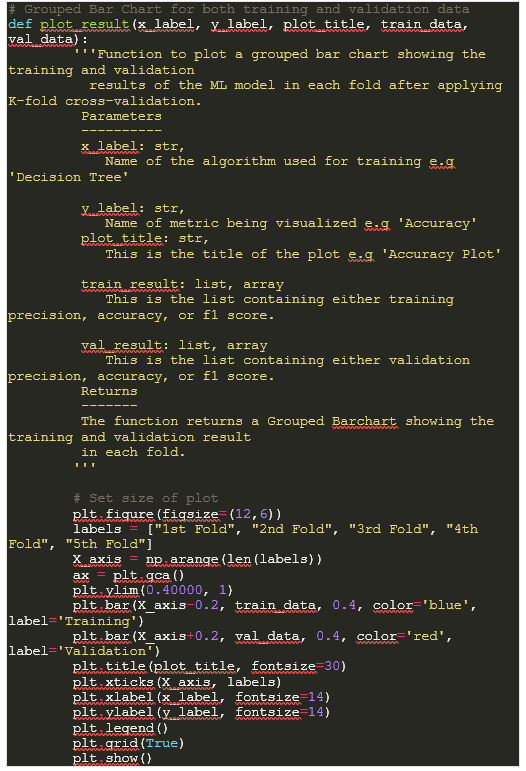 # Grouped Bar Chart for both training and validation data
def plot_result(x_label, y_label, plot_title, train_data,
val_data):
        '''Function to plot a grouped bar chart showing the
training and validation
          results of the ML model in each fold after applying
K-fold cross-validation.
         Parameters
         ----------
         x_label: str,
            Name of the algorithm used for training e.g
'Decision Tree'

         y_label: str,
            Name of metric being visualized e.g 'Accuracy'
         plot_title: str,
            This is the title of the plot e.g 'Accuracy Plot'

         train_result: list, array
            This is the list containing either training
precision, accuracy, or f1 score.

         val_result: list, array
            This is the list containing either validation
precision, accuracy, or f1 score.
         Returns
         -------
         The function returns a Grouped Barchart showing the
training and validation result
         in each fold.
        '''

        # Set size of plot
        plt.figure(figsize=(12,6))
        labels = ["1st Fold", "2nd Fold", "3rd Fold", "4th
Fold", "5th Fold"]
        X_axis = np.arange(len(labels))
        ax = plt.gca()
        plt.ylim(0.40000, 1)
        plt.bar(X_axis-0.2, train_data, 0.4, color='blue',
label='Training')
        plt.bar(X_axis+0.2, val_data, 0.4, color='red',
label='Validation')
        plt.title(plot_title, fontsize=30)
        plt.xticks(X_axis, labels)
        plt.xlabel(x_label, fontsize=14)
        plt.ylabel(y_label, fontsize=14)
        plt.legend()
        plt.grid(True)
        plt.show()